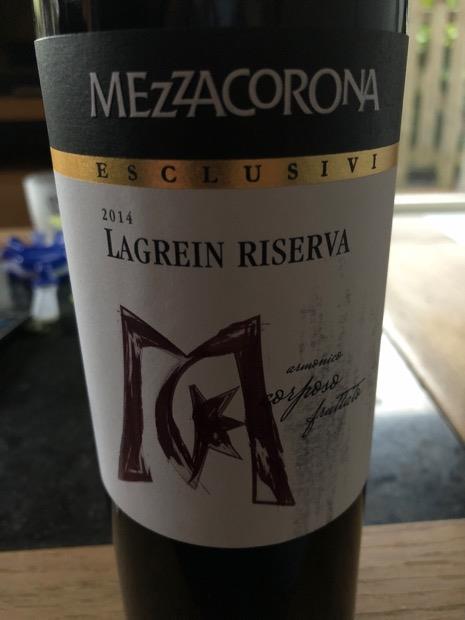 MEZZACORONA
ESCLUSIVI
2014
LAGREIN RISERVA
armonico
corposo
fruttato